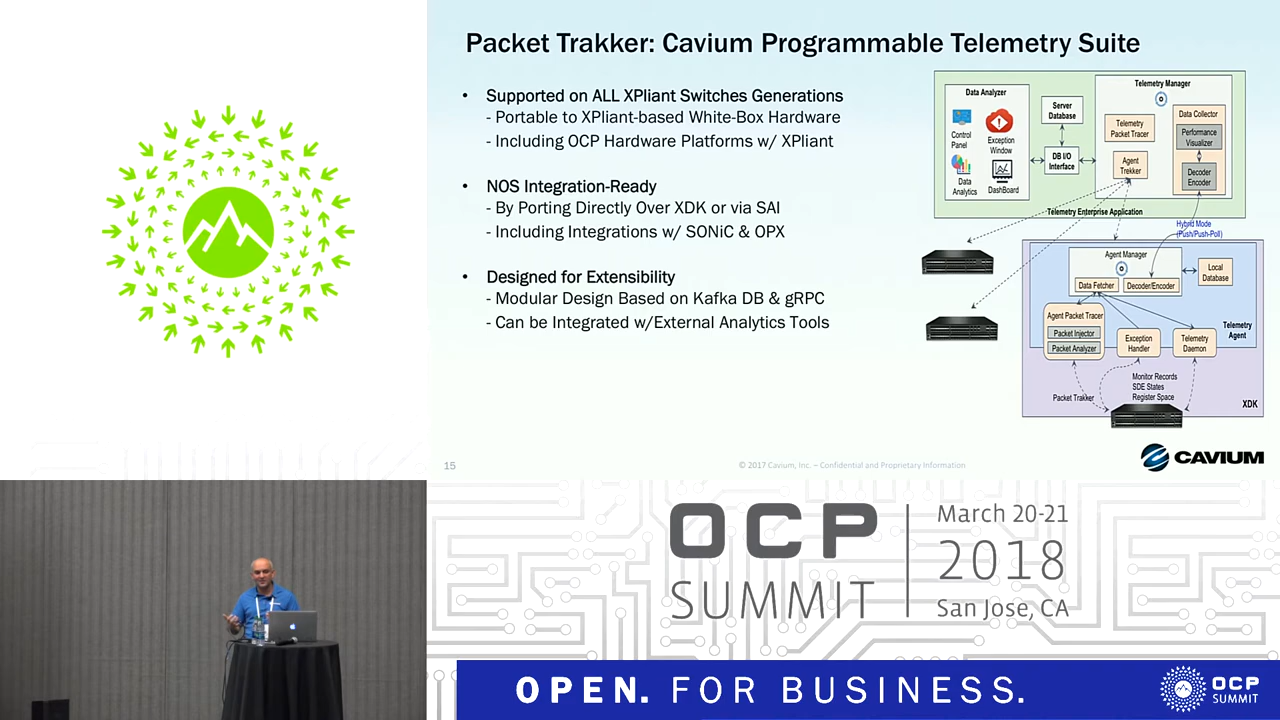 Packet Trakker: Cavium Programmable Telemetry Suite
• Supported on ALL XPliant Switches Generations
- Portable to XPliant-based White-Box Hardware
- Including OCP Hardware Platforms w/ XPliant
• NOS Integration-Ready
- By Porting Directly Over XDK or via SAI
- Including Integrations w/ SONiC & OPX
• Designed for Extensibility
- Modular Design Based on Kafka DB & gRPC
- Can be Integrated w/External Analytics Tools
Data Analyzer
Control
Panel
Exception
Window
Data
Analytics
DashBoard
Server
Database
DB I/O
Interface
Telemetry Manager
Telemetry
Packet Tracer
Agent
Trekker
Data Collector
Performance
Visualizer
Decoder
Encoder
Telemetry Enterprise Application
Hybrid Mode
(Push/Push-Poll)
Agent Manager
Data Fetcher
Decoder/Encoder
Local
Database
Agent Packet Tracer
Packet Injector
Packet Analyzer
Exception
Handler
Telemetry
Daemon
Telemetry
Agent
Monitor Records
SDE States
Register Space
Packet Trakker
XDK
15
© 2017 Cavium, Inc. – Confidential and Proprietary Information
CAVIUM
OCP
SUMMIT
March 20-21
2018
San Jose, CA
OPEN. FOR BUSINESS.
OCP
SUMMIT